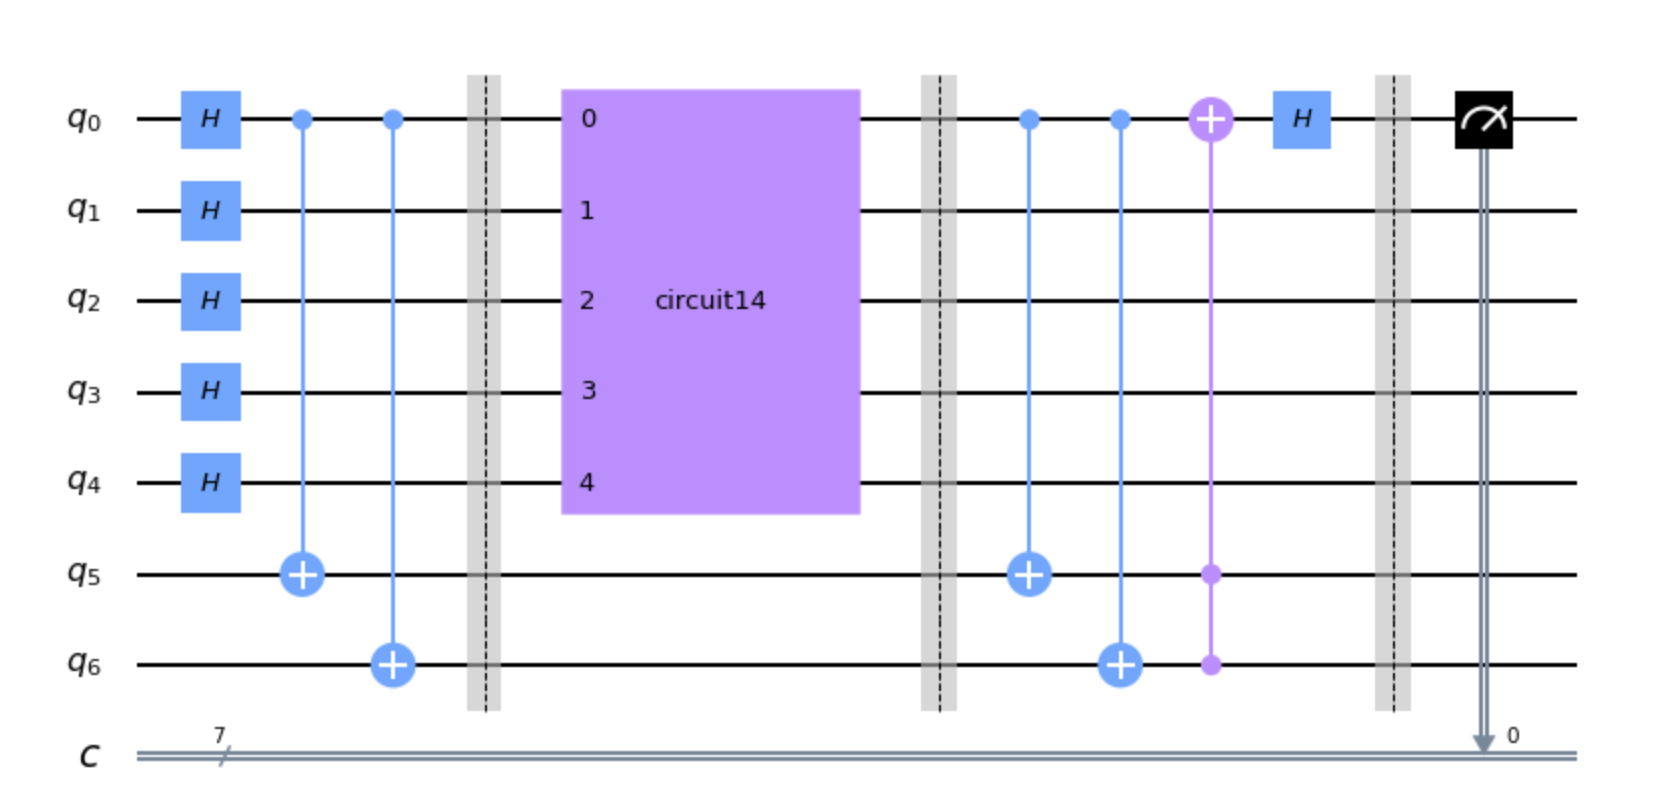 q0 H 0 H
q1 H 1
q2 H 2 circuit14
q3 H 3
q4 H 4
q5
q6
7 0
c